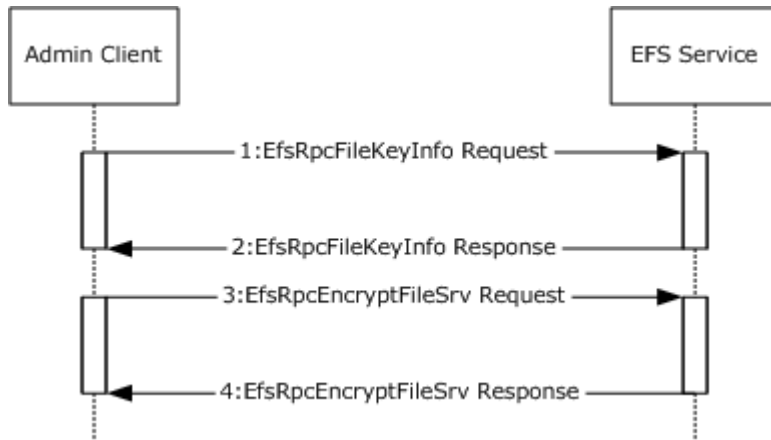 Admin Client
EFS Service
1:EfsRpcFileKeyInfo Request
2:EfsRpcFileKeyInfo Response
3:EfsRpcEncryptFileSrv Request
4:EfsRpcEncryptFileSrv Response